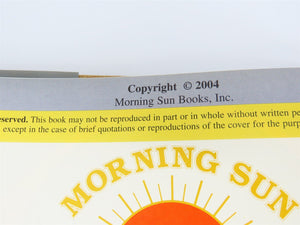 Copyright © 2004
Morning Sun Books, Inc.
served. This book may not be reproduced in part or in whole without written pe
except in the case of brief quotations or reproductions of the cover for the purp
MORNING SUN